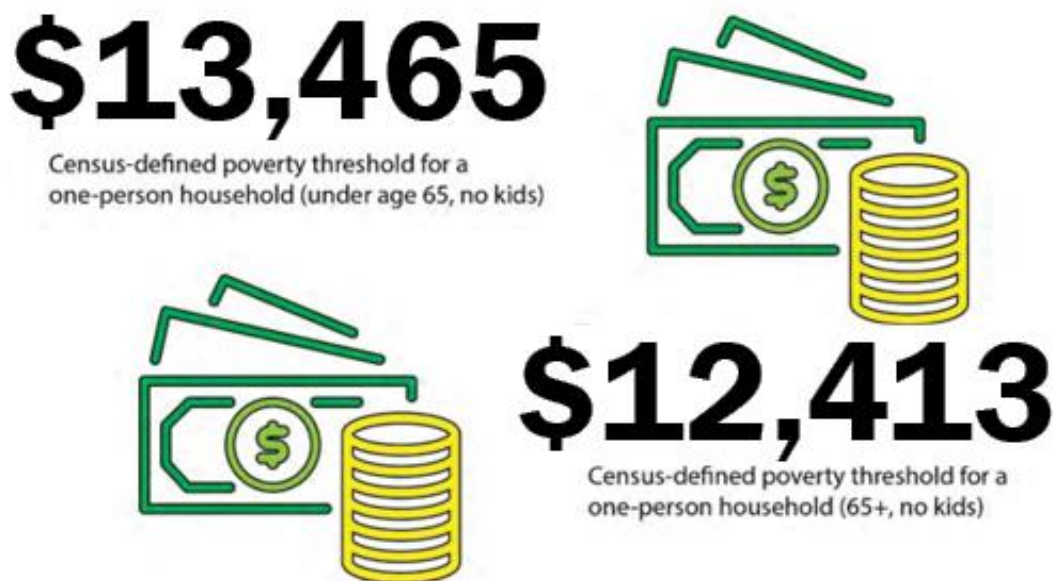 $13,465
Census-defined poverty threshold for a
one-person household (under age 65, no kids)
$
$
$12,413
Census-defined poverty threshold for a
one-person household (65+, no kids)